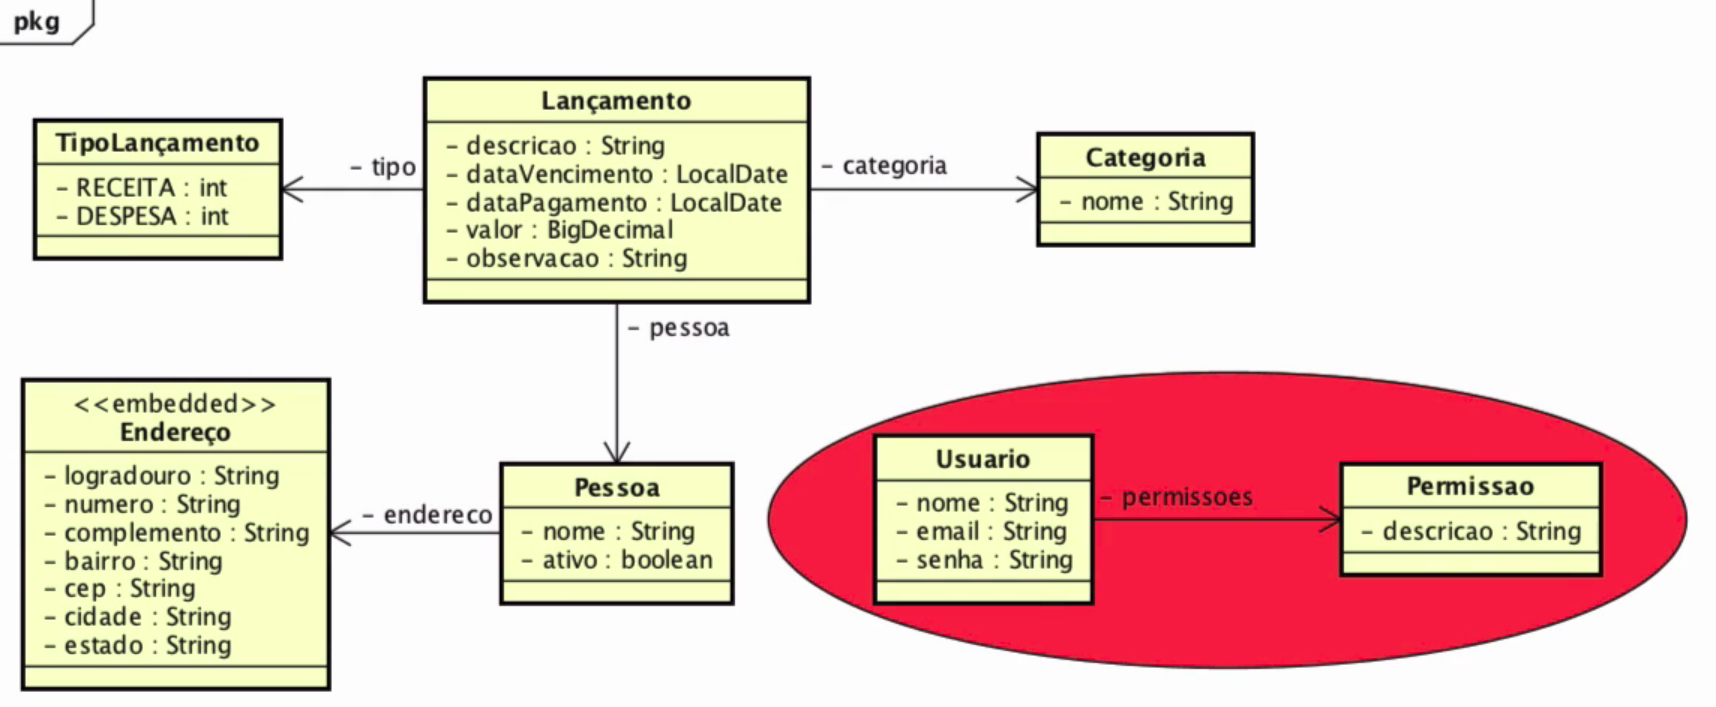 pkg
Lançamento
- descricao : String
- dataVencimento : LocalDate
- dataPagamento : LocalDate
- valor : BigDecimal
- observacao : String
TipoLançamento
- RECEITA : int
- DESPESA : int
- tipo
- categoria
Categoria
- nome : String
- pessoa
<<embedded>>
Endereço
- logradouro : String
- numero : String
- complemento : String
- bairro : String
- cep : String
- cidade : String
- estado : String
- endereco
Pessoa
- nome : String
- ativo : boolean
Usuario
- nome : String
- email : String
- senha : String
- permissoes
Permissao
- descricao : String